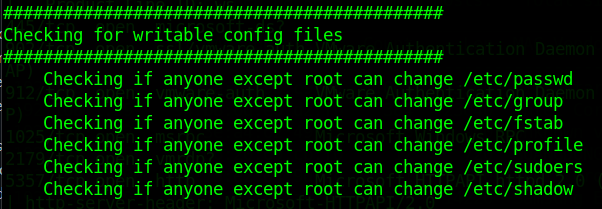 ############################################
Checking for writable config files
############################################
Checking if anyone except root can change /etc/passwd
Checking if anyone except root can change /etc/group
Checking if anyone except root can change /etc/fstab
Checking if anyone except root can change /etc/profile
Checking if anyone except root can change /etc/sudoers
Checking if anyone except root can change /etc/shadow